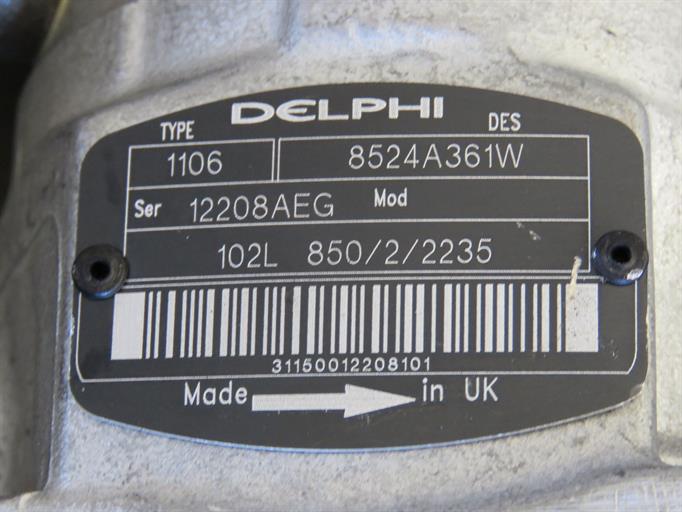 DELPHI
TYPE DES
1106 8524A361W
Ser 12208AEG Mod
102L 850/2/2235
31150012208101
Made in UK